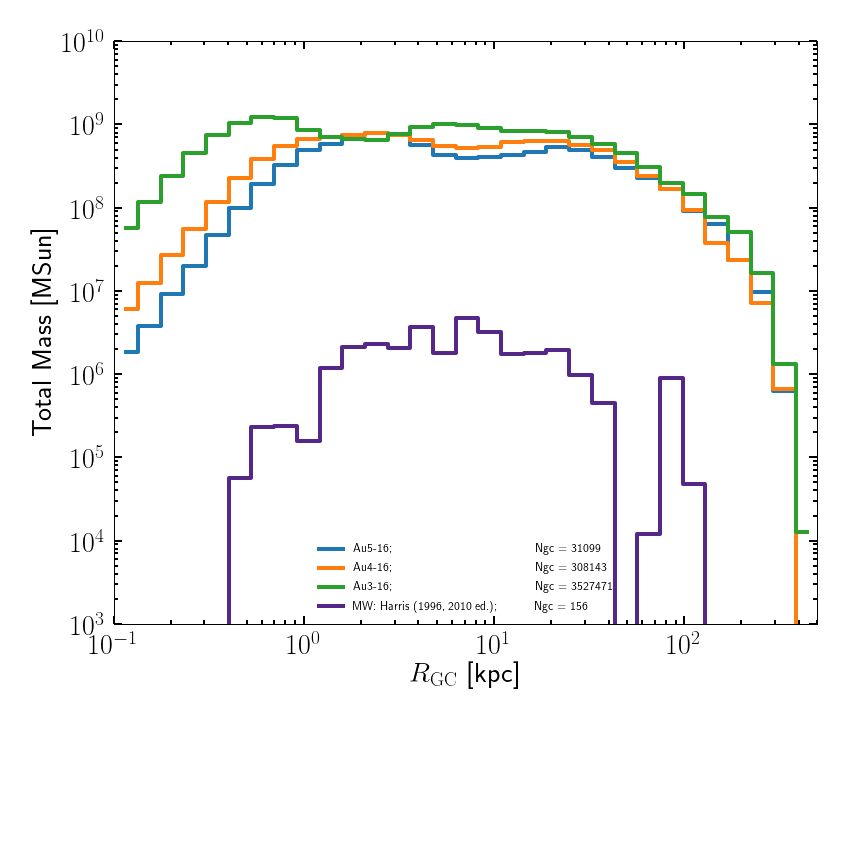 10^10
10^9
10^8
10^7
10^6
10^5
10^4
10^3
Total Mass [MSun]
Au5-16; Ngc = 31099
Au4-16; Ngc = 308143
Au3-16; Ngc = 3527471
MW: Harris (1996, 2010 ed.); Ngc = 156
10^−1 10^0 10^1 10^2
R_GC [kpc]